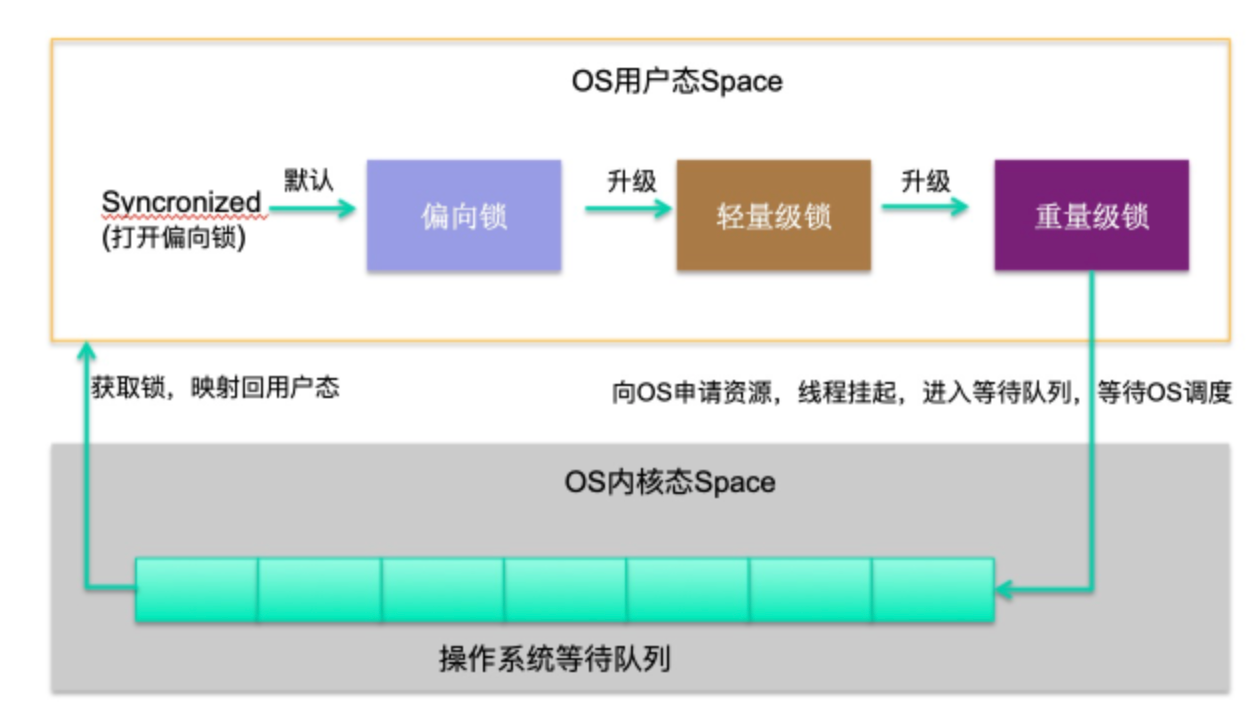 OS用户态Space
默认
升级
升级
Syncronized
(打开偏向锁)
偏向锁
轻量级锁
重量级锁
获取锁，映射回用户态
向OS申请资源，线程挂起，进入等待队列，等待OS调度
OS内核态Space
操作系统等待队列